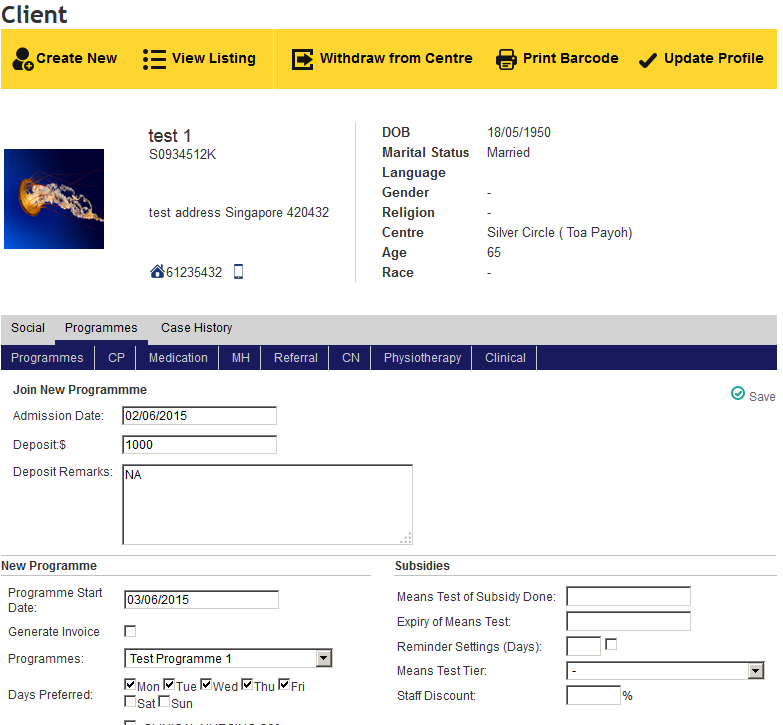 Client
Create New View Listing Withdraw from Centre Print Barcode Update Profile
test 1
S0934512K
test address Singapore 420432
61235432
DOB 18/05/1950
Marital Status Married
Language
Gender -
Religion -
Centre Silver Circle ( Toa Payoh)
Age 65
Race -
Social Programmes Case History
Programmes CP Medication MH Referral CN Physiotherapy Clinical
Join New Programmme
Save
Admission Date: 02/06/2015
Deposit:$ 1000
Deposit Remarks: NA
New Programme
Programme Start
Date: 03/06/2015
Generate Invoice
Programmes: Test Programme 1
Days Preferred: Mon Tue Wed Thu Fri
Sat Sun
Subsidies
Means Test of Subsidy Done:
Expiry of Means Test:
Reminder Settings (Days):
Means Test Tier: -
Staff Discount: %